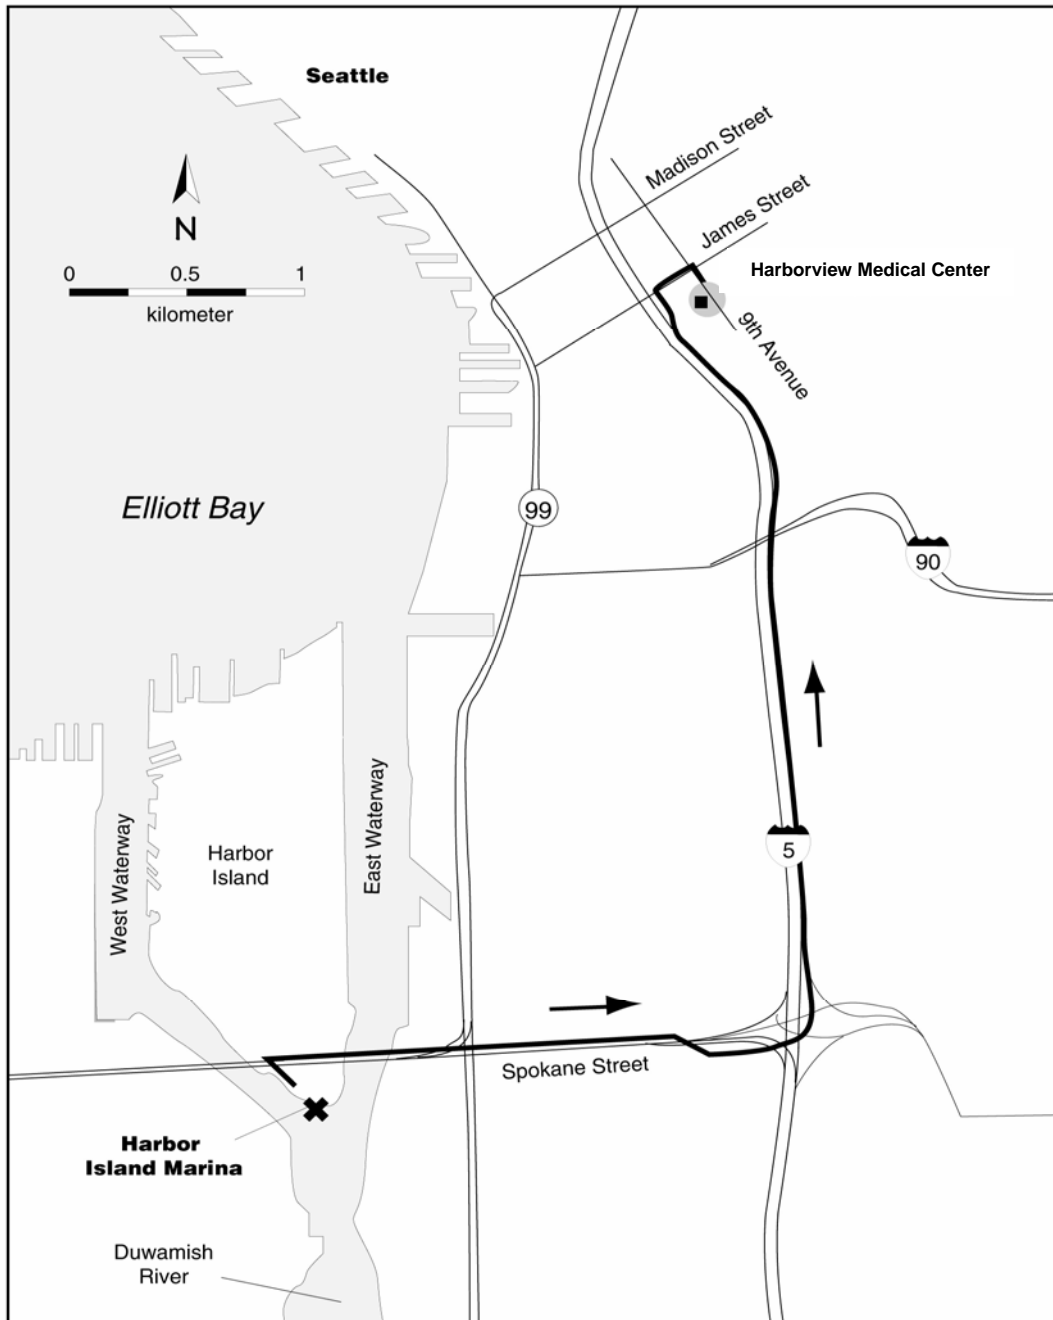 Seattle
Madison Street
James Street
N
0 0.5 1
kilometer
Harborview Medical Center
9th Avenue
Elliott Bay
99
90
East Waterway
West Waterway
Harbor
Island
5
Spokane Street
Harbor
Island Marina
Duwamish
River